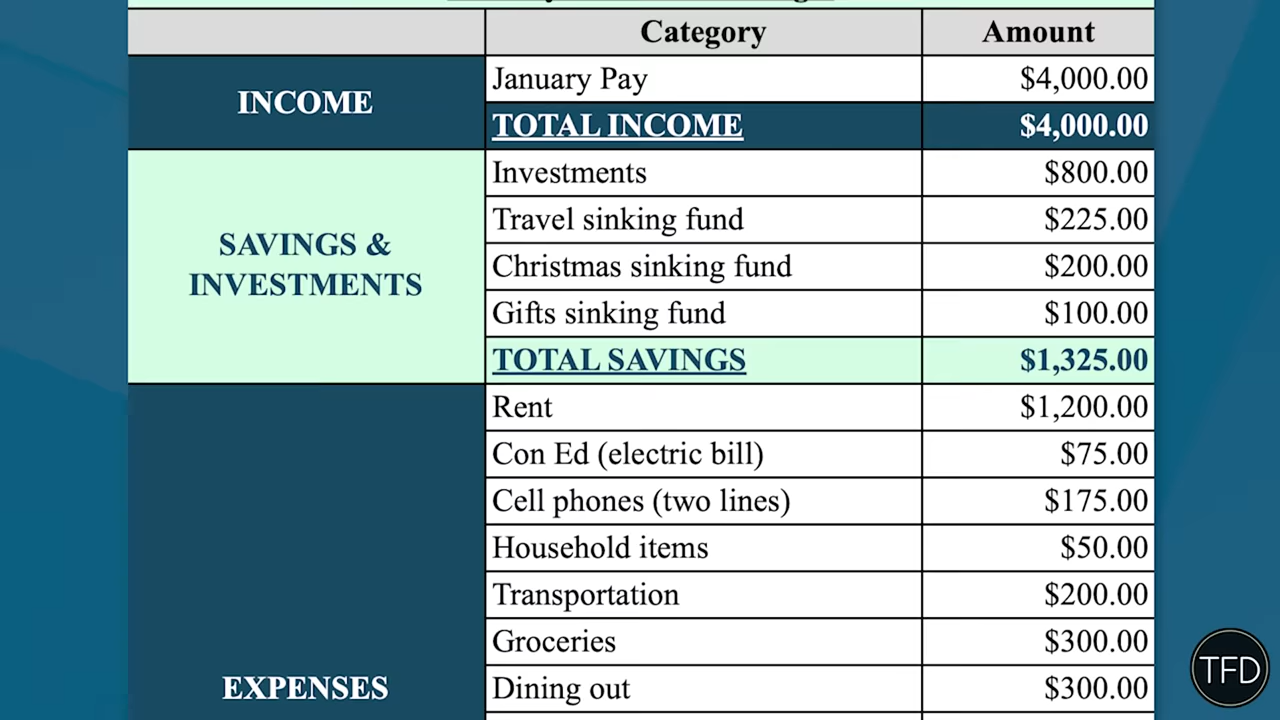 Category Amount
INCOME
January Pay $4,000.00
TOTAL INCOME $4,000.00
SAVINGS &
INVESTMENTS
Investments $800.00
Travel sinking fund $225.00
Christmas sinking fund $200.00
Gifts sinking fund $100.00
TOTAL SAVINGS $1,325.00
EXPENSES
Rent $1,200.00
Con Ed (electric bill) $75.00
Cell phones (two lines) $175.00
Household items $50.00
Transportation $200.00
Groceries $300.00
Dining out $300.00
TFD